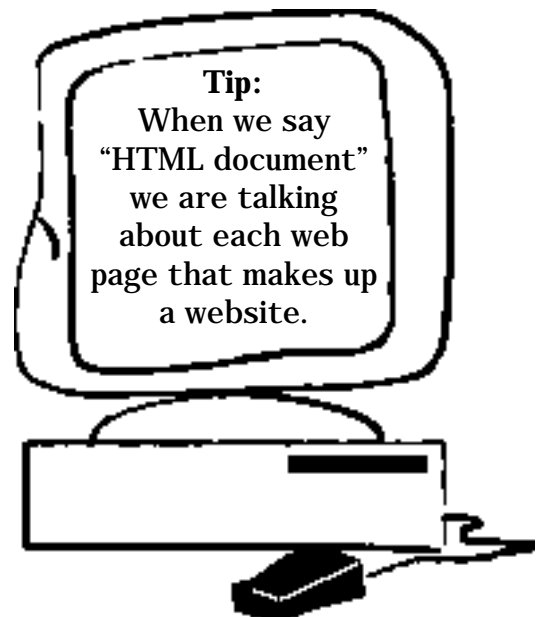 Tip:
When we say
“HTML document”
we are talking
about each web
page that makes up
a website.